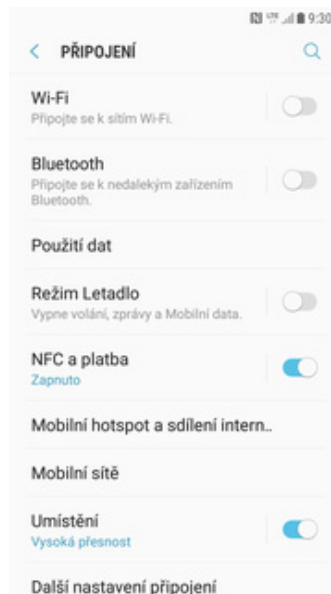 9:30
PŘIPOJENÍ
Wi-Fi
Připojte se k sítím Wi-Fi.
Bluetooth
Připojte se k nedalekým zařízením
Bluetooth.
Použití dat
Režim Letadlo
Vypne volání, zprávy a Mobilní data.
NFC a platba
Zapnuto
Mobilní hotspot a sdílení intern..
Mobilní sítě
Umístění
Vysoká přesnost
Další nastavení připojení